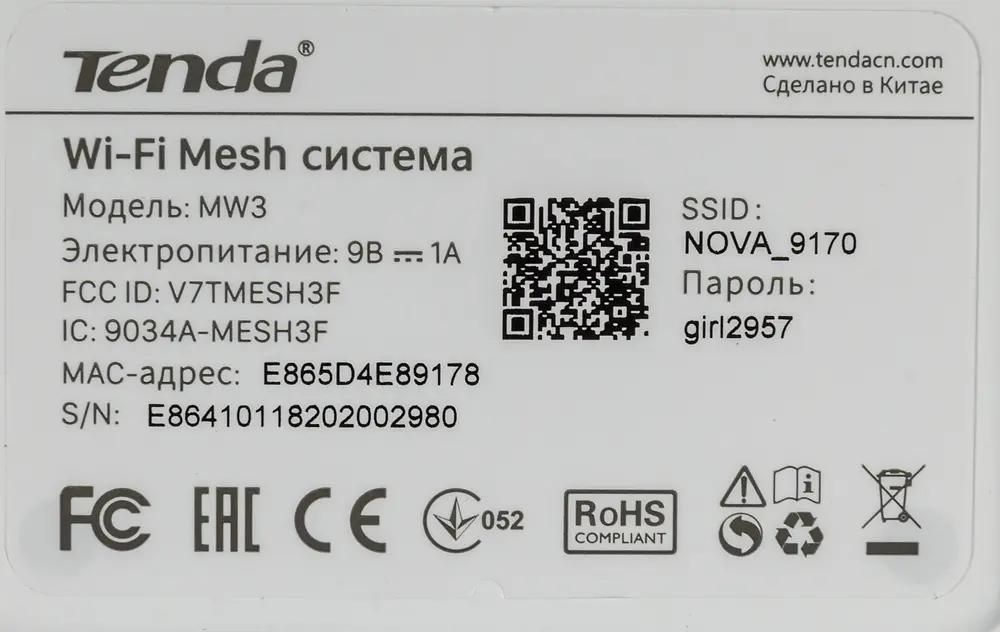 Tenda®
www.tendacn.com
Сделано в Китае
Wi-Fi Mesh система
Модель: MW3
Электропитание: 9В ⎓ 1А
FCC ID: V7TMESH3F
IC: 9034A-MESH3F
MAC-адрес: E865D4E89178
S/N: E86410118202002980
SSID:
NOVA_9170
Пароль:
girl2957
FC EAC CE 052
RoHS
COMPLIANT